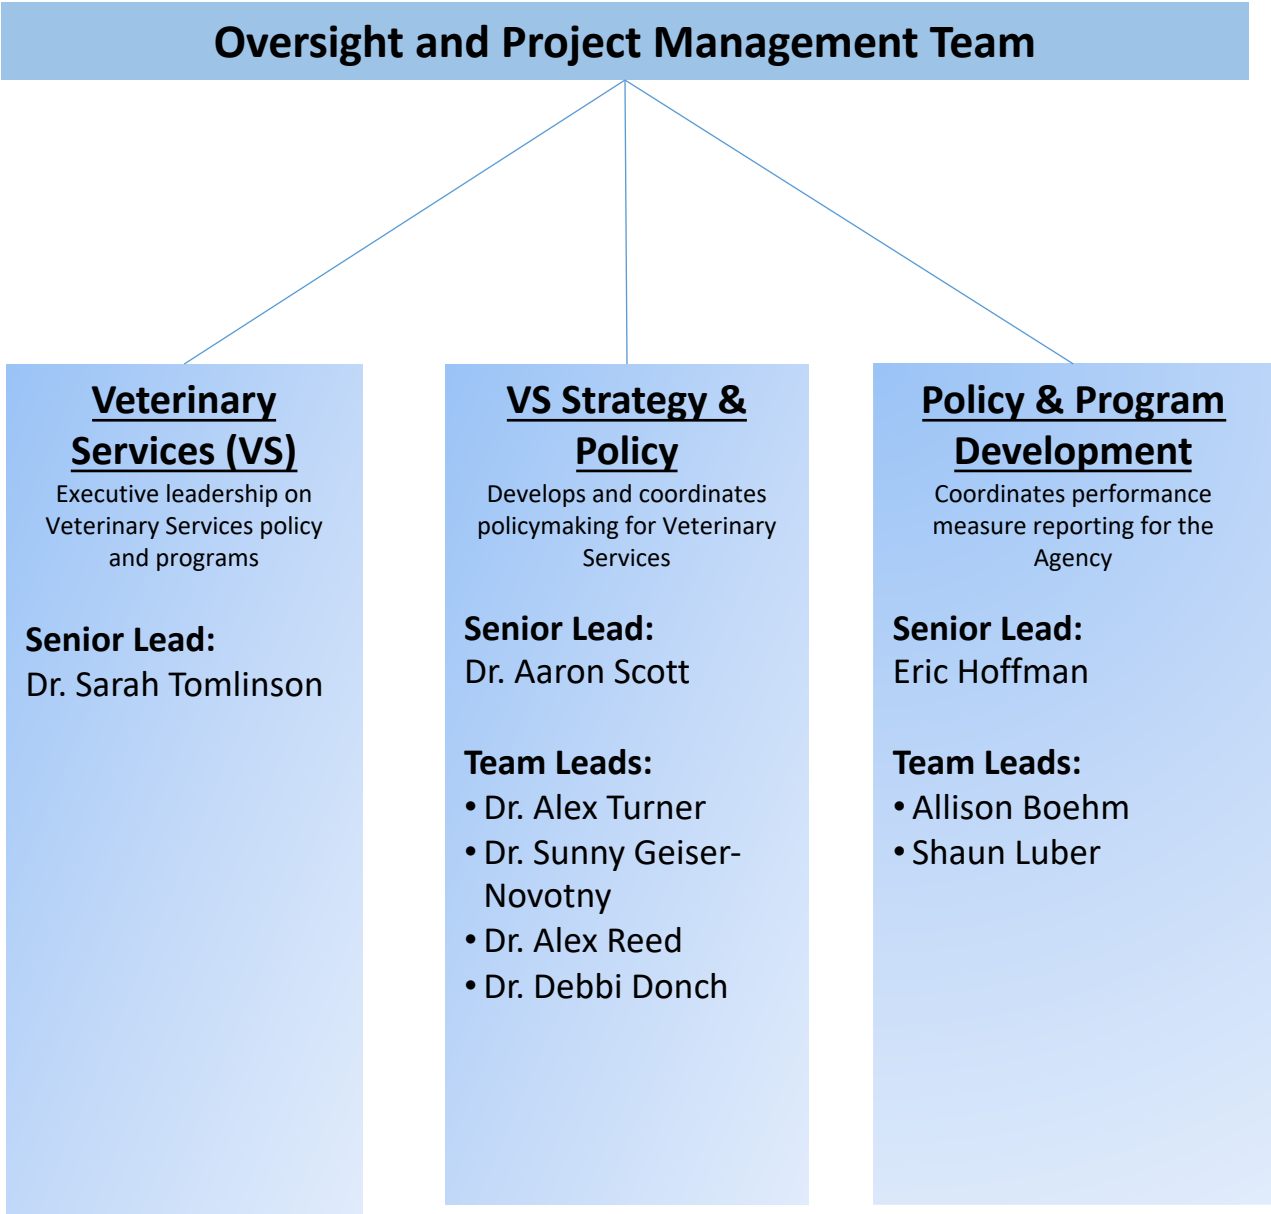 Oversight and Project Management Team
Veterinary
Services (VS)
Executive leadership on
Veterinary Services policy
and programs
Senior Lead:
Dr. Sarah Tomlinson
VS Strategy &
Policy
Develops and coordinates
policymaking for Veterinary
Services
Senior Lead:
Dr. Aaron Scott
Team Leads:
• Dr. Alex Turner
• Dr. Sunny Geiser-
Novotny
• Dr. Alex Reed
• Dr. Debbi Donch
Policy & Program
Development
Coordinates performance
measure reporting for the
Agency
Senior Lead:
Eric Hoffman
Team Leads:
• Allison Boehm
• Shaun Luber